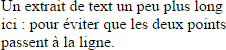 Un extrait de text un peu plus long
ici : pour éviter que les deux points
passent à la ligne.